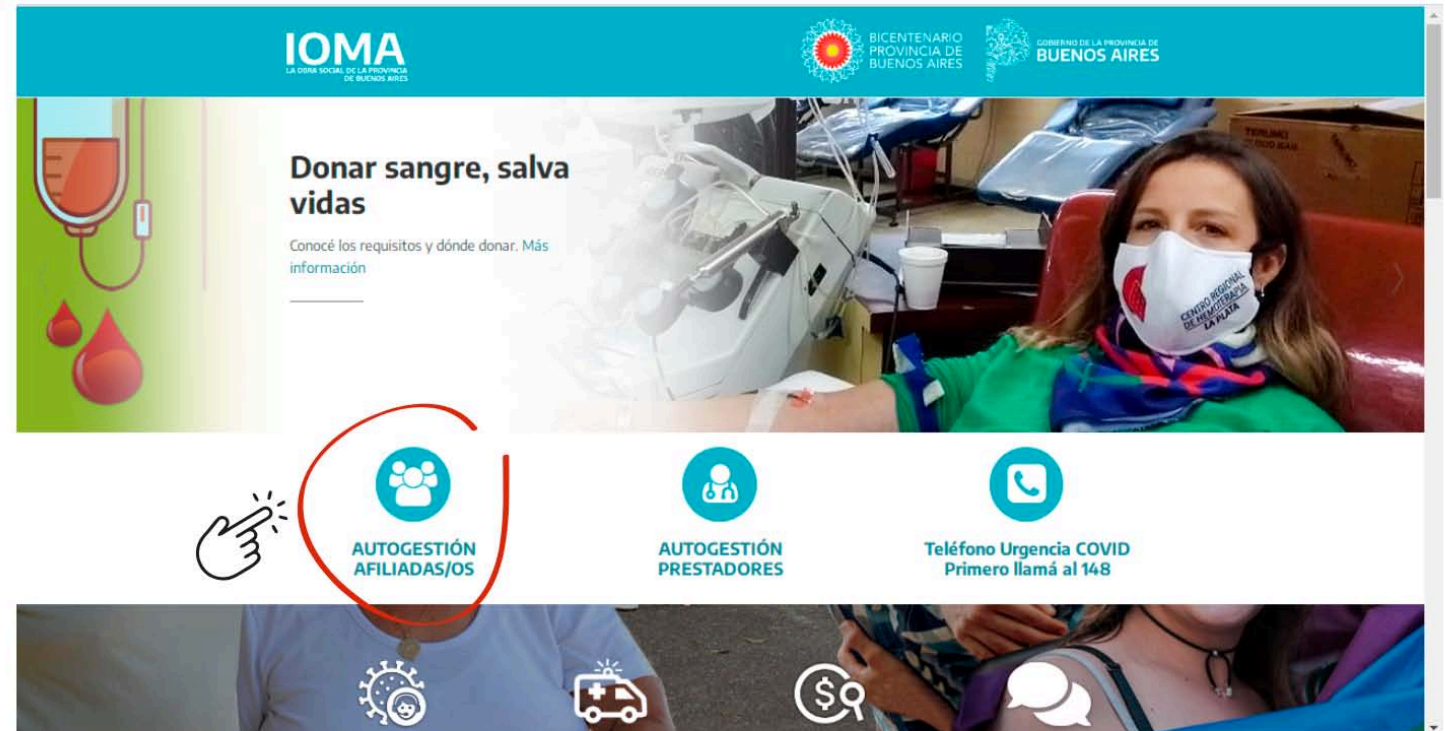 IOMA
LA OBRA SOCIAL DE LA PROVINCIA
DE BUENOS AIRES
BICENTENARIO
PROVINCIA DE
BUENOS AIRES
GOBIERNO DE LA PROVINCIA DE
BUENOS AIRES
Donar sangre, salva
vidas
Conocé los requisitos y dónde donar. Más
información
TERUMO
CENTRO REGIONAL
DE HEMOTERAPIA
LA PLATA
AUTOGESTIÓN
AFILIADAS/OS
AUTOGESTIÓN
PRESTADORES
Teléfono Urgencia COVID
Primero llamá al 148